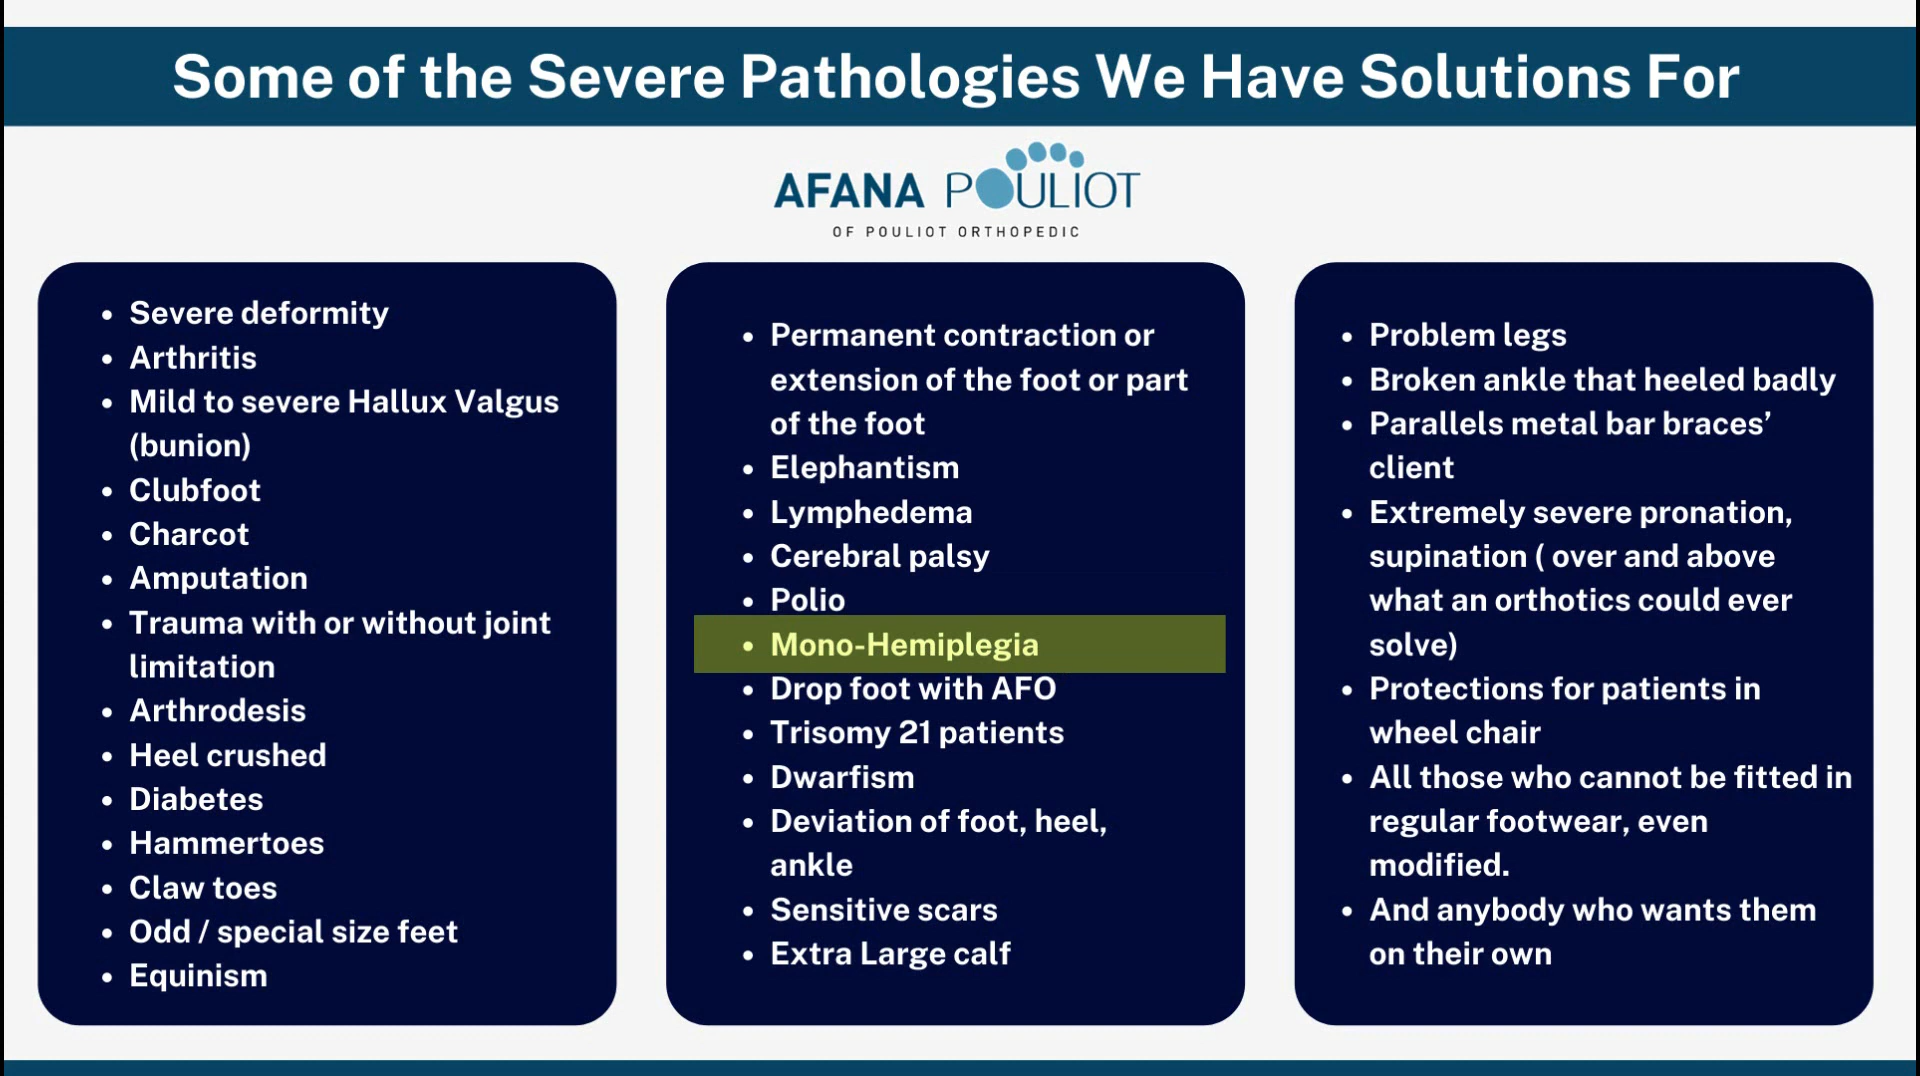 Some of the Severe Pathologies We Have Solutions For
AFANA POULIOT
OF POULIOT ORTHOPEDIC
• Severe deformity
• Arthritis
• Mild to severe Hallux Valgus
(bunion)
• Clubfoot
• Charcot
• Amputation
• Trauma with or without joint
limitation
• Arthrodesis
• Heel crushed
• Diabetes
• Hammertoes
• Claw toes
• Odd / special size feet
• Equinism
• Permanent contraction or
extension of the foot or part
of the foot
• Elephantism
• Lymphedema
• Cerebral palsy
• Polio
• Mono-Hemiplegia
• Drop foot with AFO
• Trisomy 21 patients
• Dwarfism
• Deviation of foot, heel,
ankle
• Sensitive scars
• Extra Large calf
• Problem legs
• Broken ankle that heeled badly
• Parallels metal bar braces’
client
• Extremely severe pronation,
supination ( over and above
what an orthotics could ever
solve)
• Protections for patients in
wheel chair
• All those who cannot be fitted in
regular footwear, even
modified.
• And anybody who wants them
on their own